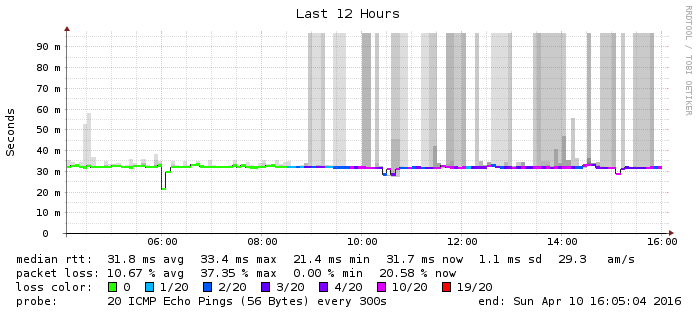 Last 12 Hours
RRDTOOL / TOBI OETIKER
Seconds
90 m
80 m
70 m
60 m
50 m
40 m
30 m
20 m
10 m
0
06:00 08:00 10:00 12:00 14:00 16:00
median rtt: 31.8 ms avg 33.4 ms max 21.4 ms min 31.7 ms now 1.1 ms sd 29.3 am/s
packet loss: 10.67 % avg 37.35 % max 0.00 % min 20.58 % now
loss color: 0 1/20 2/20 3/20 4/20 10/20 19/20
probe: 20 ICMP Echo Pings (56 Bytes) every 300s end: Sun Apr 10 16:05:04 2016